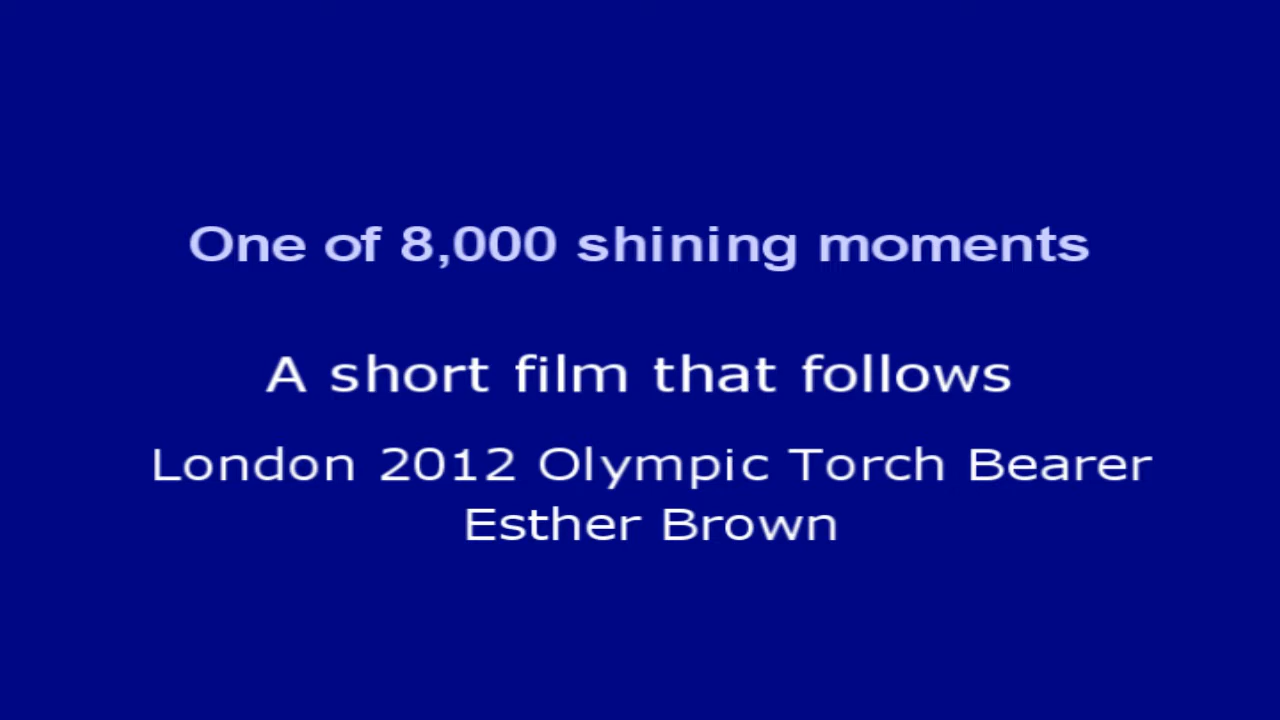 One of 8,000 shining moments
A short film that follows
London 2012 Olympic Torch Bearer
Esther Brown